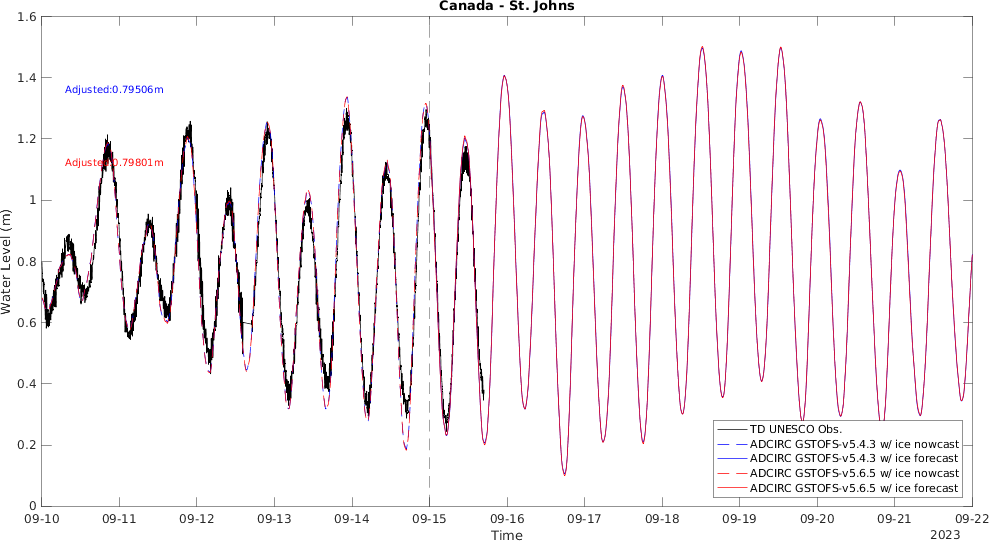 Canada - St. Johns
1.6
1.4
1.2
1
0.8
0.6
0.4
0.2
0
Water Level (m)
Adjusted:0.79506m
Adjusted:0.79801m
TD UNESCO Obs.
ADCIRC GSTOFS-v5.4.3 w/ ice nowcast
ADCIRC GSTOFS-v5.4.3 w/ ice forecast
ADCIRC GSTOFS-v5.6.5 w/ ice nowcast
ADCIRC GSTOFS-v5.6.5 w/ ice forecast
09-10 09-11 09-12 09-13 09-14 09-15 09-16 09-17 09-18 09-19 09-20 09-21 09-22
Time
2023